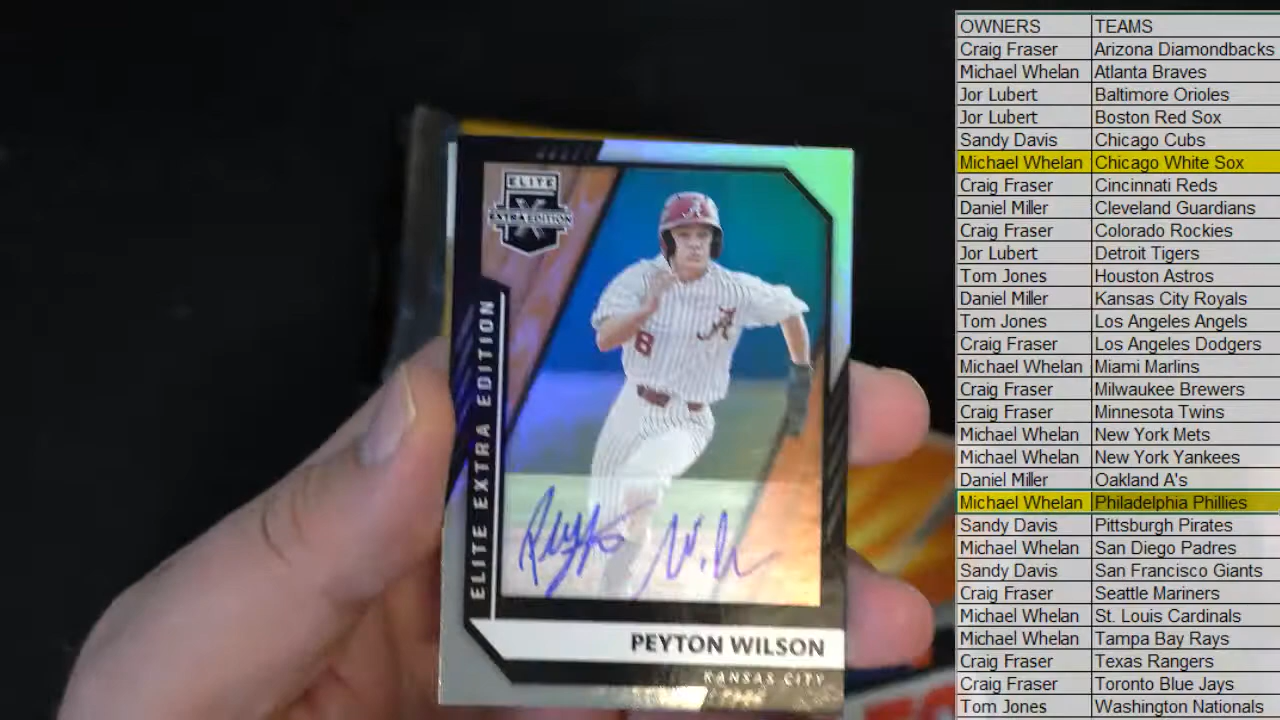 ELITE
EXTRA EDITION
A
A
8
ELITE EXTRA EDITION
PEYTON WILSON
KANSAS CITY
OWNERS TEAMS
Craig Fraser Arizona Diamondbacks
Michael Whelan Atlanta Braves
Jor Lubert Baltimore Orioles
Jor Lubert Boston Red Sox
Sandy Davis Chicago Cubs
Michael Whelan Chicago White Sox
Craig Fraser Cincinnati Reds
Daniel Miller Cleveland Guardians
Craig Fraser Colorado Rockies
Jor Lubert Detroit Tigers
Tom Jones Houston Astros
Daniel Miller Kansas City Royals
Tom Jones Los Angeles Angels
Craig Fraser Los Angeles Dodgers
Michael Whelan Miami Marlins
Craig Fraser Milwaukee Brewers
Craig Fraser Minnesota Twins
Michael Whelan New York Mets
Michael Whelan New York Yankees
Daniel Miller Oakland A's
Michael Whelan Philadelphia Phillies
Sandy Davis Pittsburgh Pirates
Michael Whelan San Diego Padres
Sandy Davis San Francisco Giants
Craig Fraser Seattle Mariners
Michael Whelan St. Louis Cardinals
Michael Whelan Tampa Bay Rays
Craig Fraser Texas Rangers
Craig Fraser Toronto Blue Jays
Tom Jones Washington Nationals